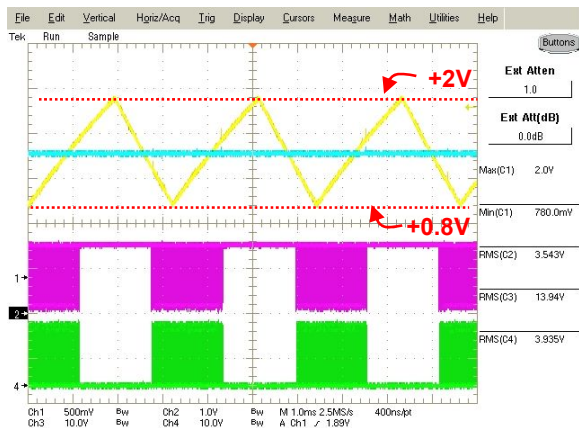 File Edit Vertical Horiz/Acq Trig Display Cursors Measure Math Utilities Help
Tek Run Sample
Buttons
+2V
Ext Atten
1.0
Ext Att(dB)
0.0dB
Max(C1) 2.0V
Min(C1) 780.0mV
+0.8V
RMS(C2) 3.543V
1
RMS(C3) 13.94V
2
RMS(C4) 3.935V
4
Ch1 500mV Bw Ch2 1.0V Bw M 1.0ms 2.5MS/s 400ns/pt
Ch3 10.0V Bw Ch4 10.0V Bw A Ch1 / 1.89V